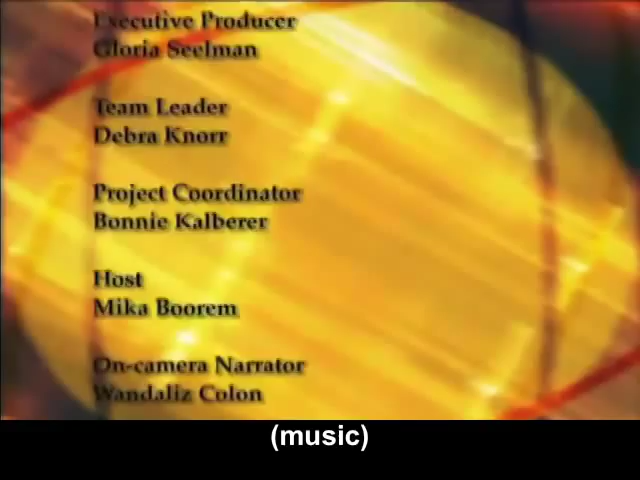 Executive Producer
Gloria Seelman
Team Leader
Debra Knorr
Project Coordinator
Bonnie Kalberer
Host
Mika Boorem
On-camera Narrator
Wandaliz Colon
(music)